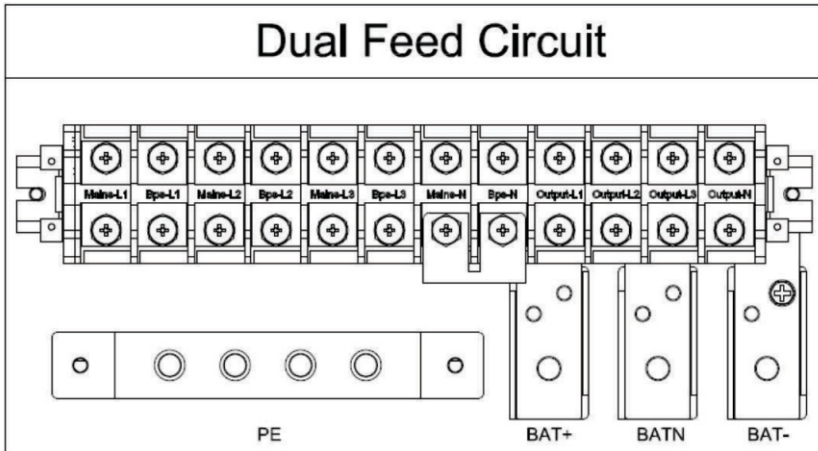 Dual Feed Circuit
Mains-L1 Bps-L1 Mains-L2 Bps-L2 Mains-L3 Bps-L3 Mains-N Bps-N Output-L1 Output-L2 Output-L3 Output-N
PE BAT+ BATN BAT-